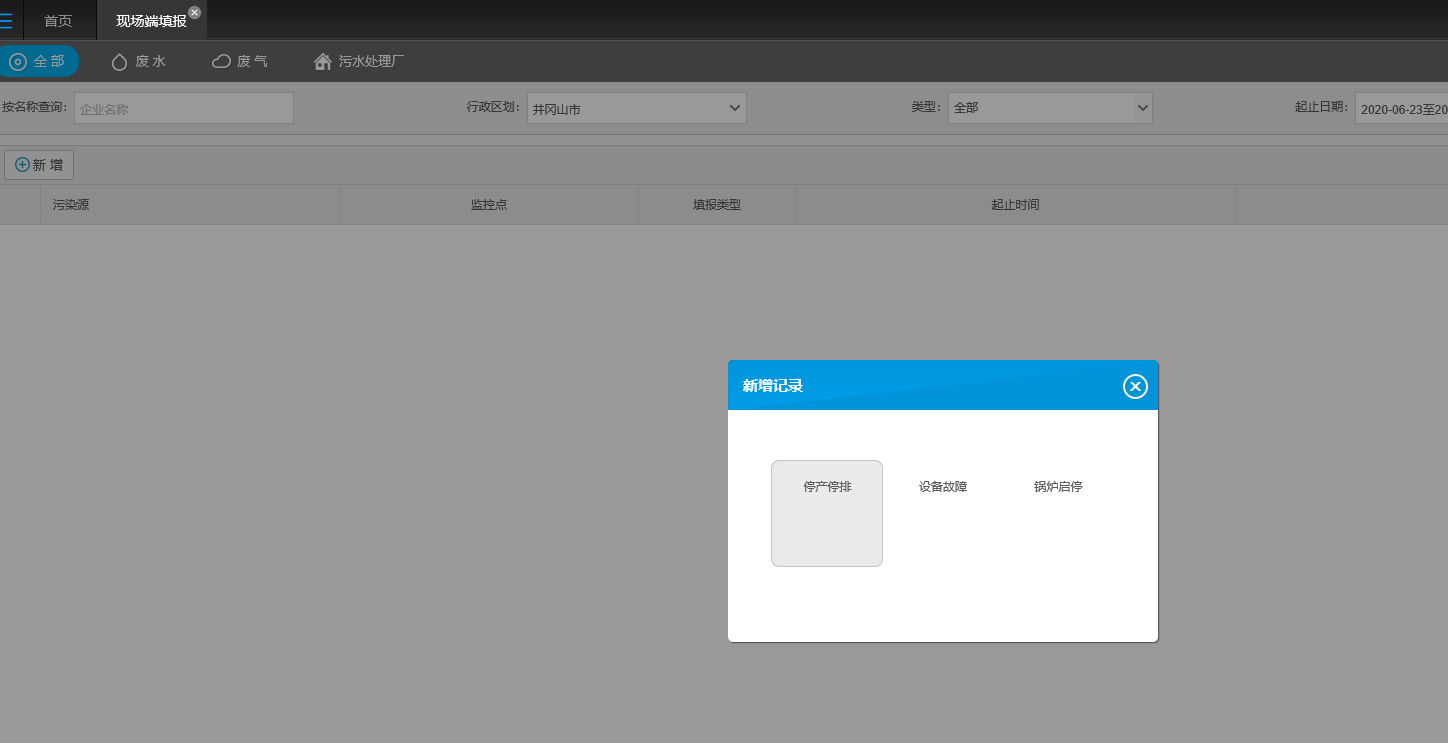 首页
现场端填报
全部
废水
废气
污水处理厂
按名称查询:
企业名称
行政区划:
井冈山市
类型:
全部
起止日期:
2020-06-23至20
新增
污染源
监控点
填报类型
起止时间
新增记录
停产停排
设备故障
锅炉启停